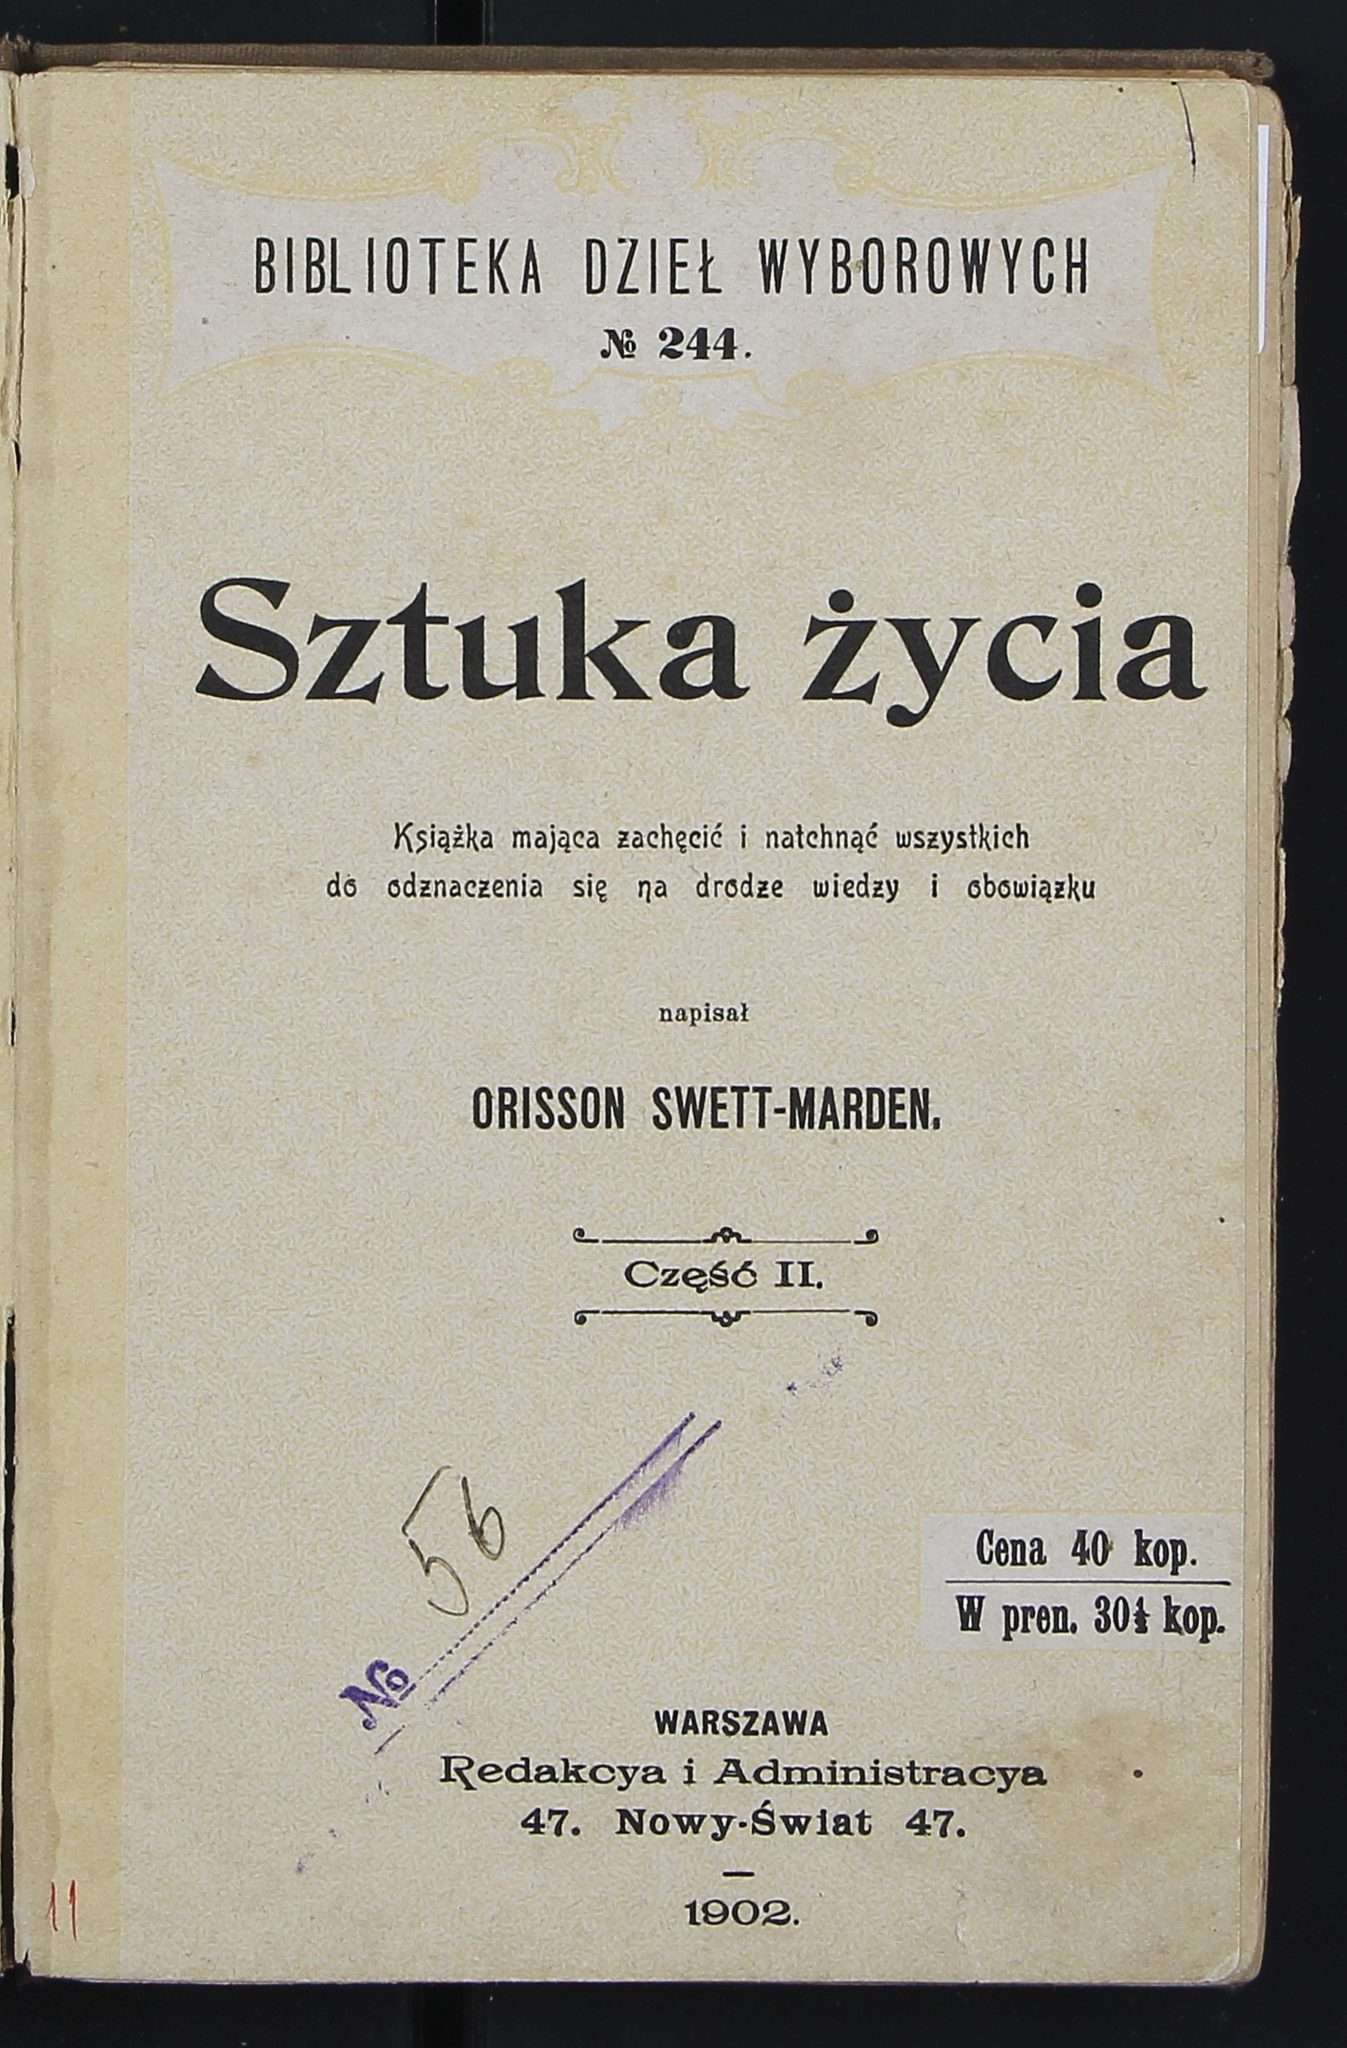 BIBLIOTEKA DZIEŁ WYBOROWYCH
№ 244.
Sztuka życia
Książka mająca zachęcić i natchnąć wszystkich
do odznaczenia się na drodze wiedzy i obowiązku
napisał
ORISSON SWETT-MARDEN.
Część II.
56
№
Cena 40 kop.
W pren. 30½ kop.
WARSZAWA
Redakcya i Administracya
47. Nowy-Świat 47.
1902.
11